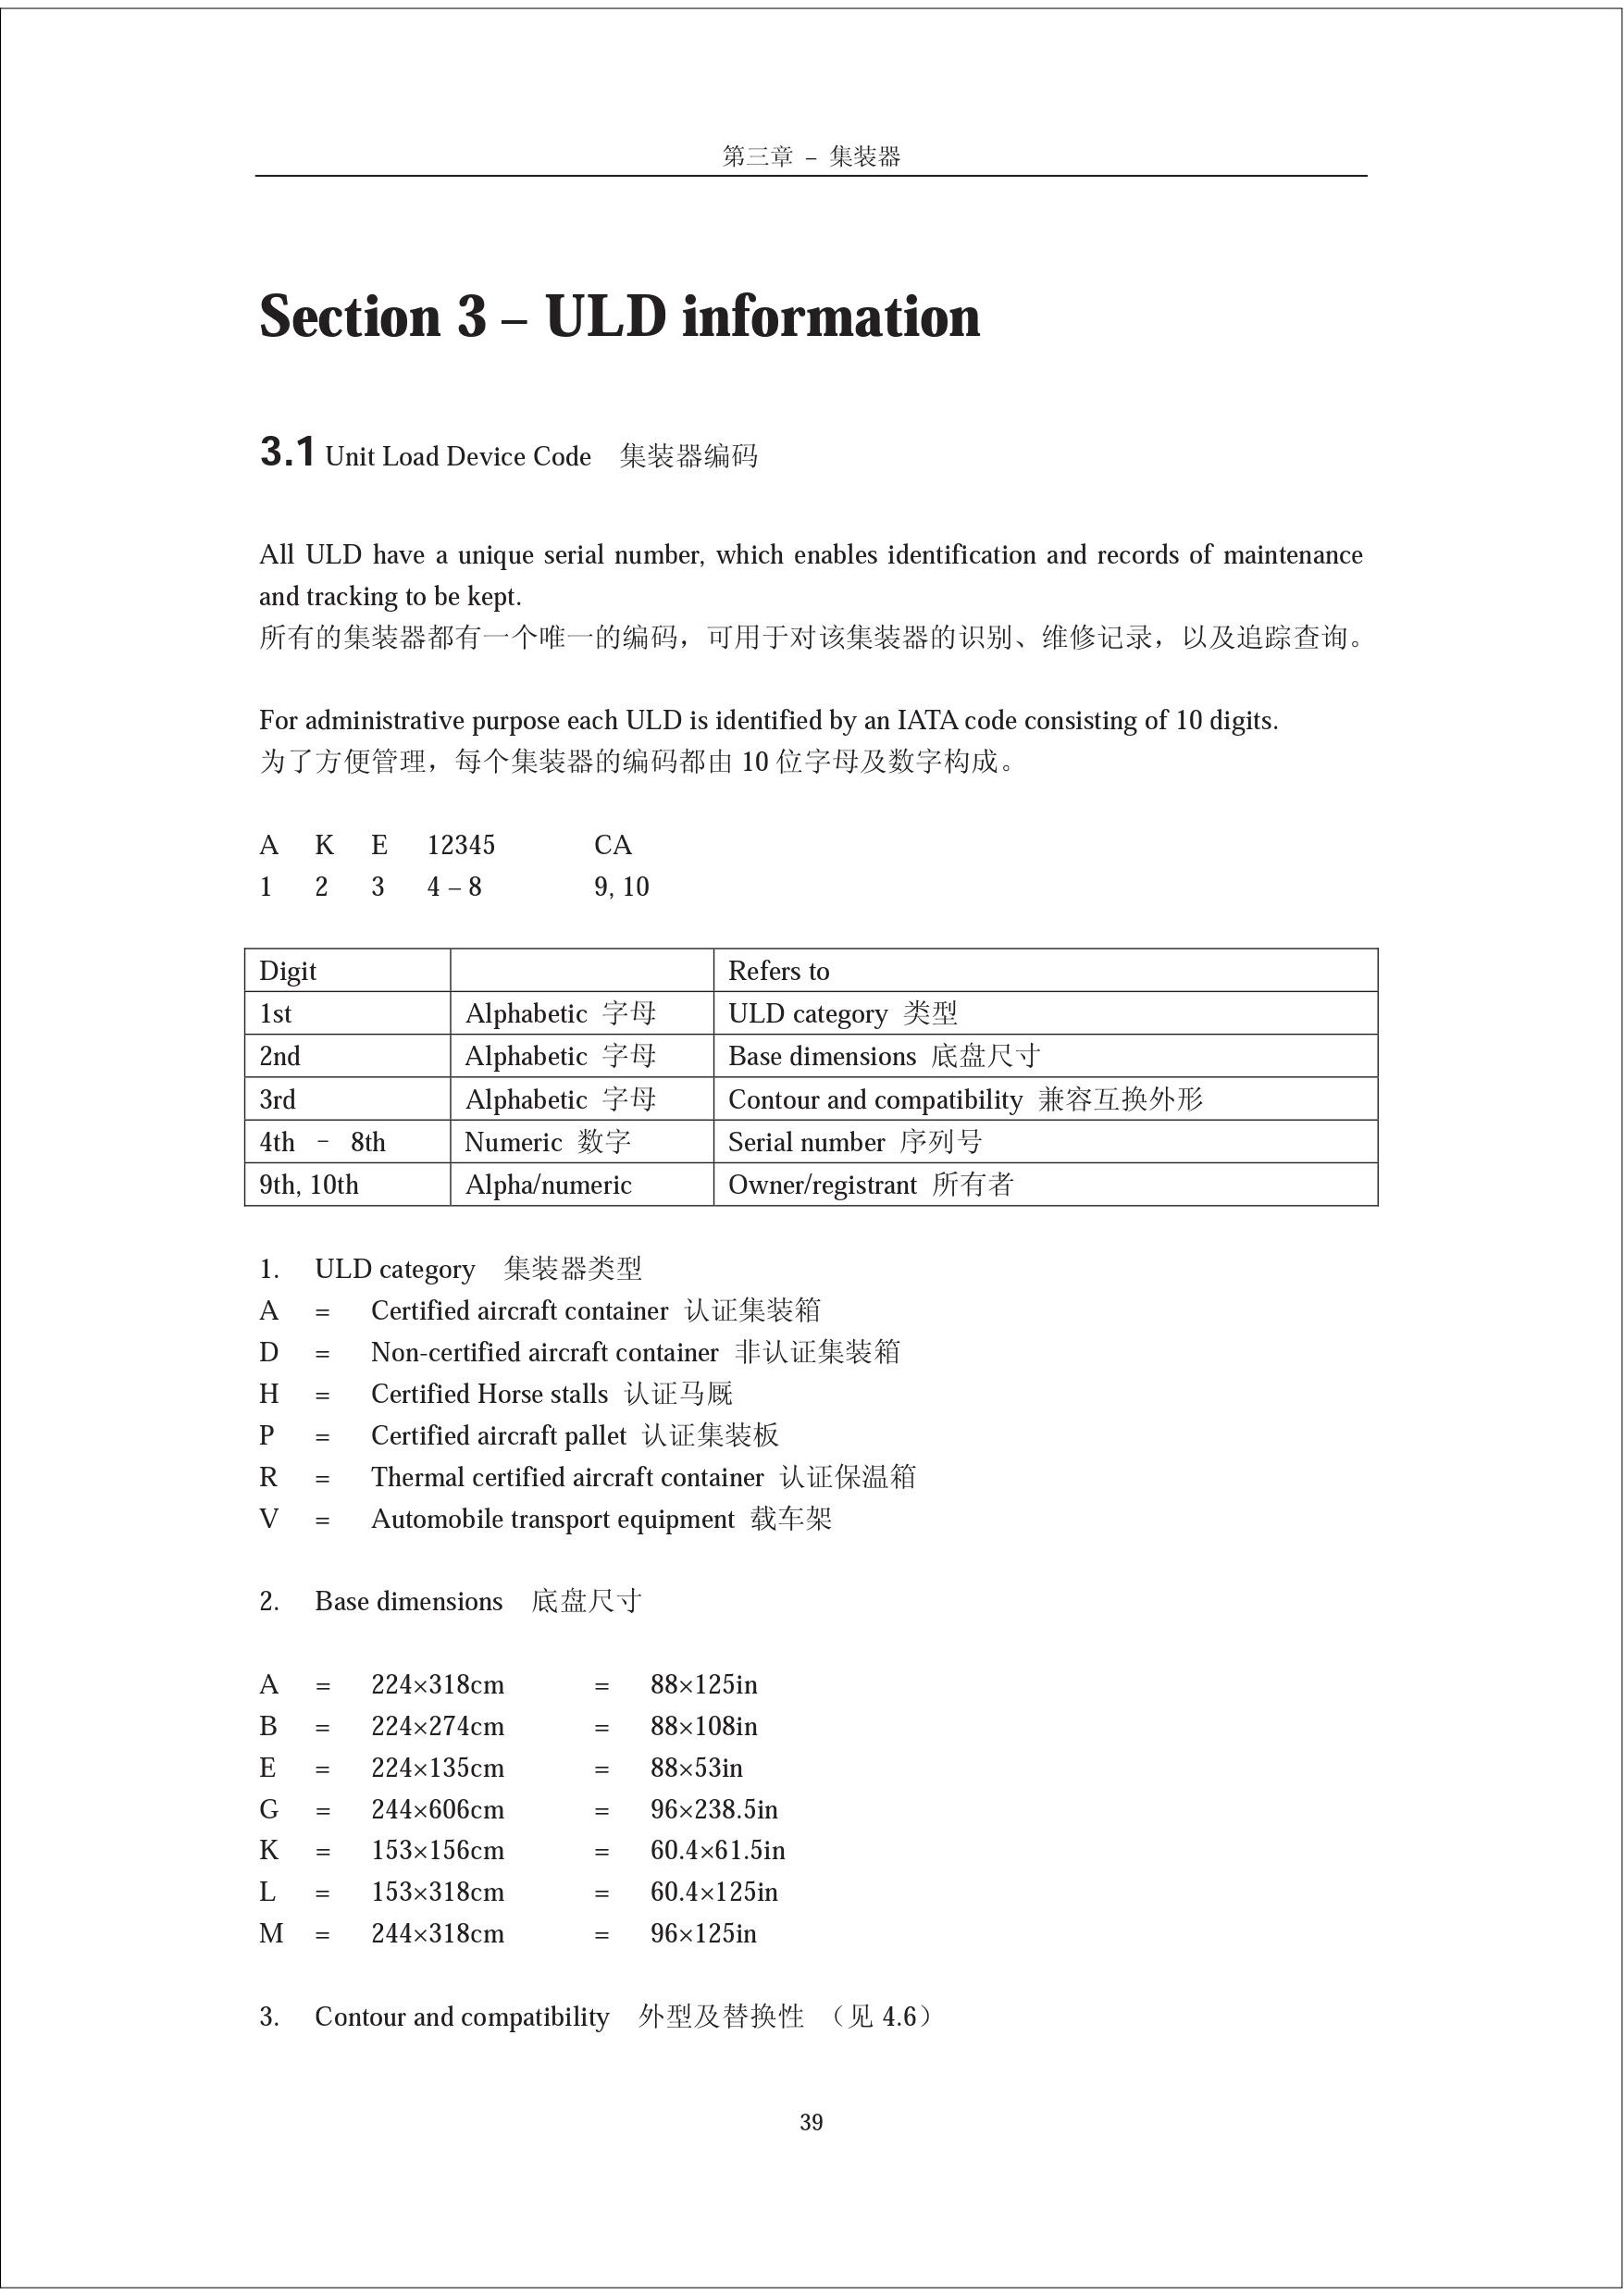 第三章 – 集装器
Section 3 – ULD information
3.1 Unit Load Device Code 集装器编码
All ULD have a unique serial number, which enables identification and records of maintenance
and tracking to be kept.
所有的集装器都有一个唯一的编码，可用于对该集装器的识别、维修记录，以及追踪查询。
For administrative purpose each ULD is identified by an IATA code consisting of 10 digits.
为了方便管理，每个集装器的编码都由 10 位字母及数字构成。
A K E 12345 CA
1 2 3 4 – 8 9, 10
Digit Refers to
1st Alphabetic 字母 ULD category 类型
2nd Alphabetic 字母 Base dimensions 底盘尺寸
3rd Alphabetic 字母 Contour and compatibility 兼容互换外形
4th – 8th Numeric 数字 Serial number 序列号
9th, 10th Alpha/numeric Owner/registrant 所有者
1. ULD category 集装器类型
A = Certified aircraft container 认证集装箱
D = Non-certified aircraft container 非认证集装箱
H = Certified Horse stalls 认证马厩
P = Certified aircraft pallet 认证集装板
R = Thermal certified aircraft container 认证保温箱
V = Automobile transport equipment 载车架
2. Base dimensions 底盘尺寸
A = 224×318cm = 88×125in
B = 224×274cm = 88×108in
E = 224×135cm = 88×53in
G = 244×606cm = 96×238.5in
K = 153×156cm = 60.4×61.5in
L = 153×318cm = 60.4×125in
M = 244×318cm = 96×125in
3. Contour and compatibility 外型及替换性 （见 4.6）
39